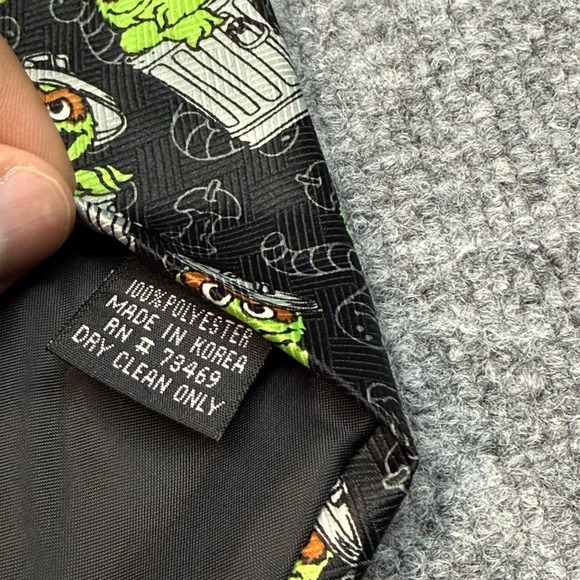 100% POLYESTER
MADE IN KOREA
RN # 73469
DRY CLEAN ONLY